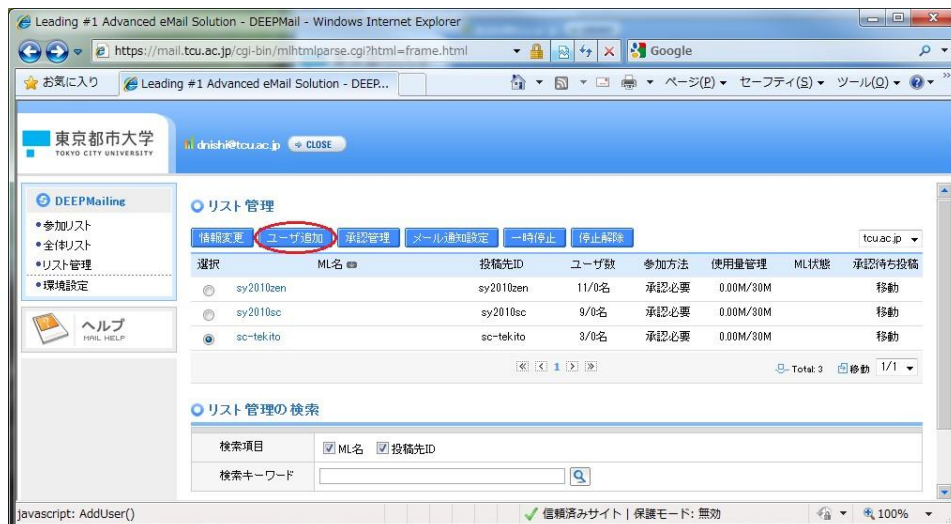 Leading #1 Advanced eMail Solution - DEEPMail - Windows Internet Explorer
https://mail.tcu.ac.jp/cgi-bin/mlhtmlparse.cgi?html=frame.html Google
お気に入り Leading #1 Advanced eMail Solution - DEEP... ページ(P) セーフティ(S) ツール(O) »
東京都市大学
TOKYO CITY UNIVERSITY
dnishi@tcu.ac.jp CLOSE
DEEPMailing
•参加リスト
•全体リスト
•リスト管理
•環境設定
ヘルプ
MAIL HELP
リスト管理
情報変更 ユーザ追加 承認管理 メール通知設定 一時停止 停止解除 tcu.ac.jp
選択 ML名 投稿先ID ユーザ数 参加方法 使用量管理 ML状態 承認待ち投稿
sy2010zen sy2010zen 11/0名 承認必要 0.00M/30M 移動
sy2010sc sy2010sc 9/0名 承認必要 0.00M/30M 移動
sc-tekito sc-tekito 3/0名 承認必要 0.00M/30M 移動
1 Total: 3 移動 1/1
リスト管理の検索
検索項目 ML名 投稿先ID
検索キーワード
javascript: AddUser() 信頼済みサイト | 保護モード: 無効 100%